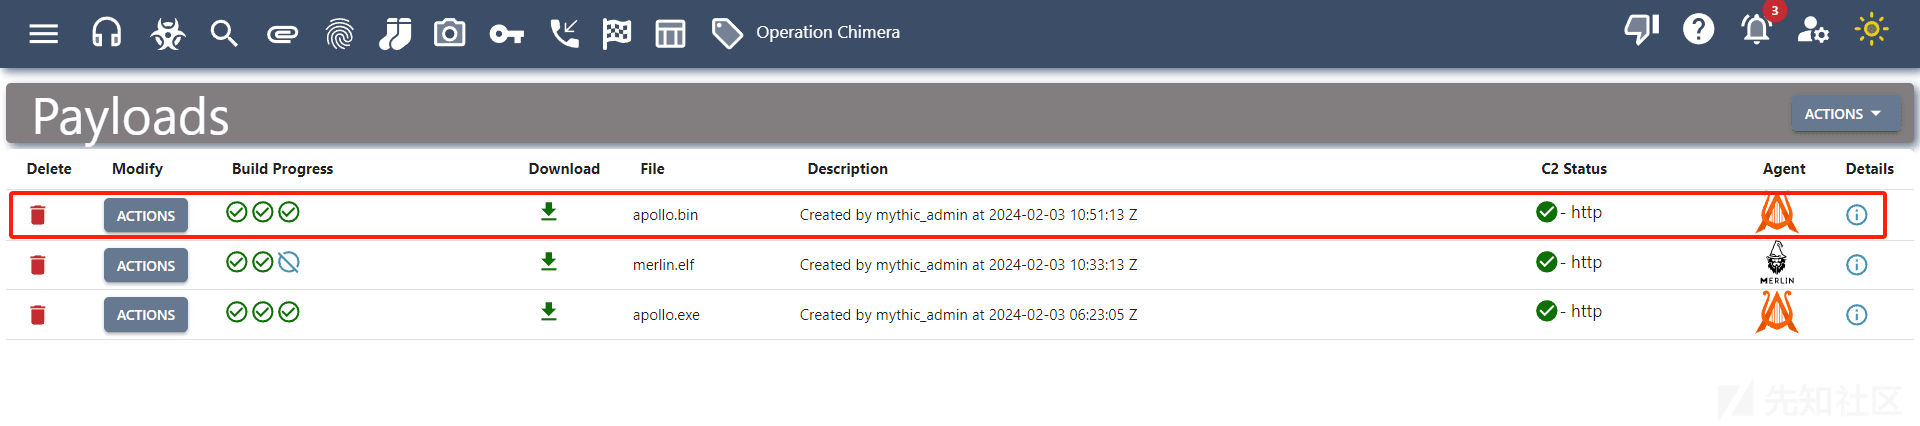 Operation Chimera
3
Payloads
ACTIONS
Delete Modify Build Progress Download File Description C2 Status Agent Details
ACTIONS apollo.bin Created by mythic_admin at 2024-02-03 10:51:13 Z - http
ACTIONS merlin.elf Created by mythic_admin at 2024-02-03 10:33:13 Z - http MERLIN
ACTIONS apollo.exe Created by mythic_admin at 2024-02-03 06:23:05 Z - http
先知社区